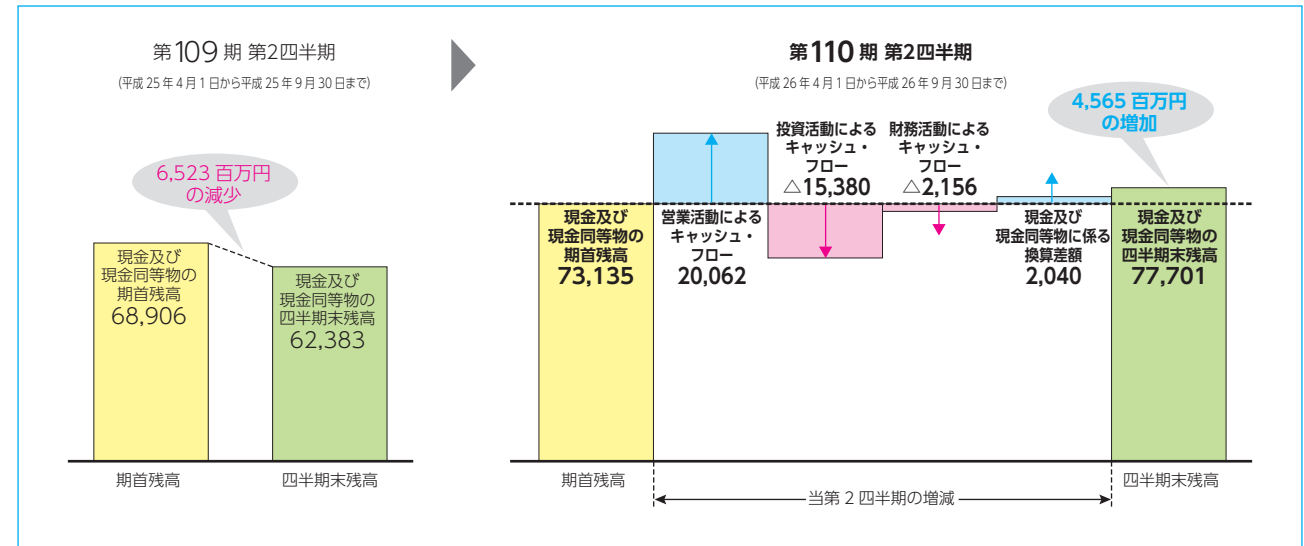 第109期 第2四半期
(平成25年4月1日から平成25年9月30日まで)
6,523 百万円
の減少
現金及び
現金同等物の
期首残高
68,906
現金及び
現金同等物の
四半期末残高
62,383
期首残高
四半期末残高
第110期 第2四半期
(平成26年4月1日から平成26年9月30日まで)
4,565 百万円
の増加
現金及び
現金同等物の
期首残高
73,135
営業活動による
キャッシュ・
フロー
20,062
投資活動による
キャッシュ・
フロー
△15,380
財務活動による
キャッシュ・
フロー
△2,156
現金及び
現金同等物に係る
換算差額
2,040
現金及び
現金同等物の
四半期末残高
77,701
期首残高
当第2四半期の増減
四半期末残高